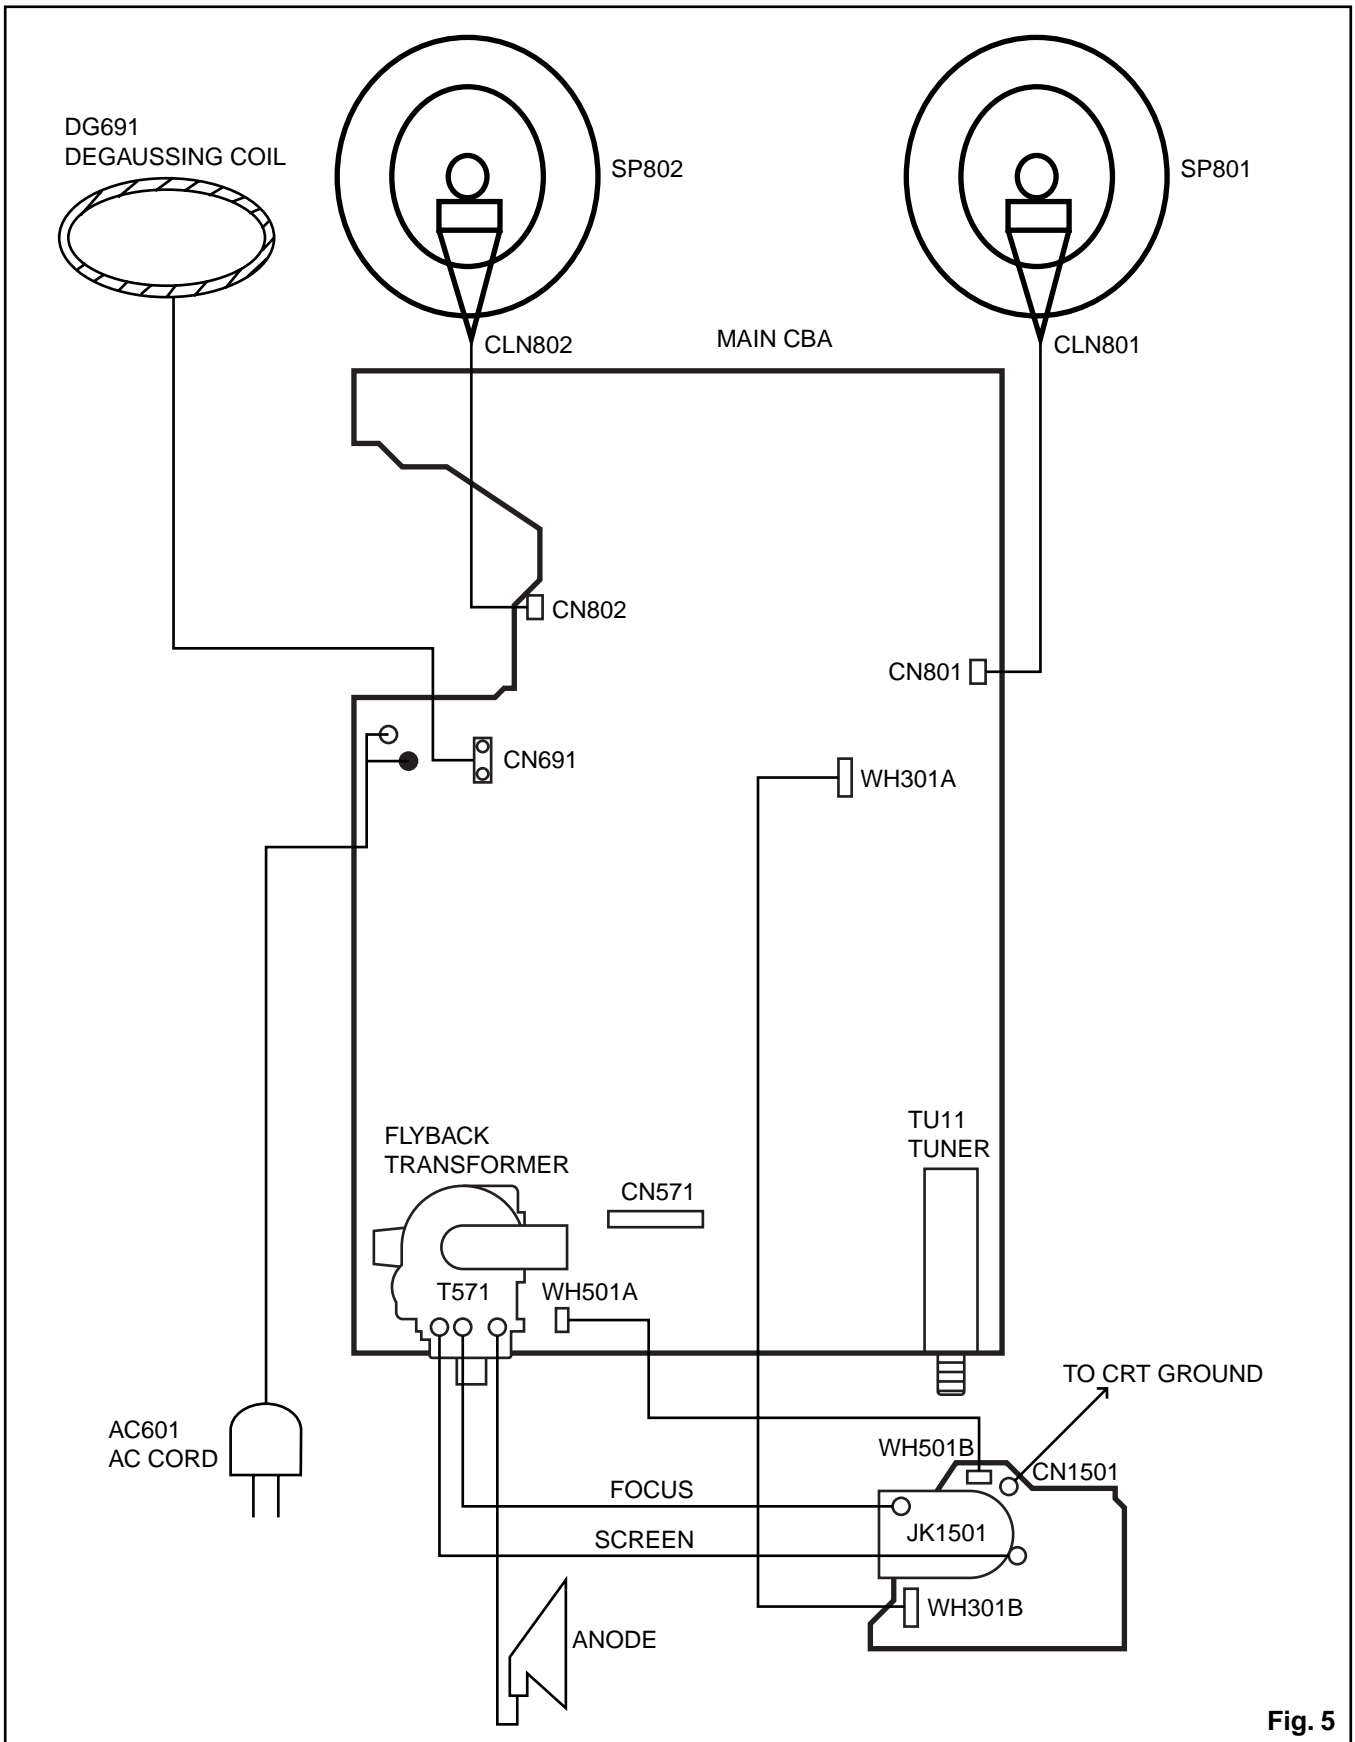 DG691
DEGAUSSING COIL
SP802
SP801
CLN802
MAIN CBA
CLN801
CN802
CN801
CN691
WH301A
TU11
TUNER
FLYBACK
TRANSFORMER
CN571
T571
WH501A
TO CRT GROUND
AC601
AC CORD
WH501B
CN1501
FOCUS
JK1501
SCREEN
WH301B
ANODE
Fig. 5